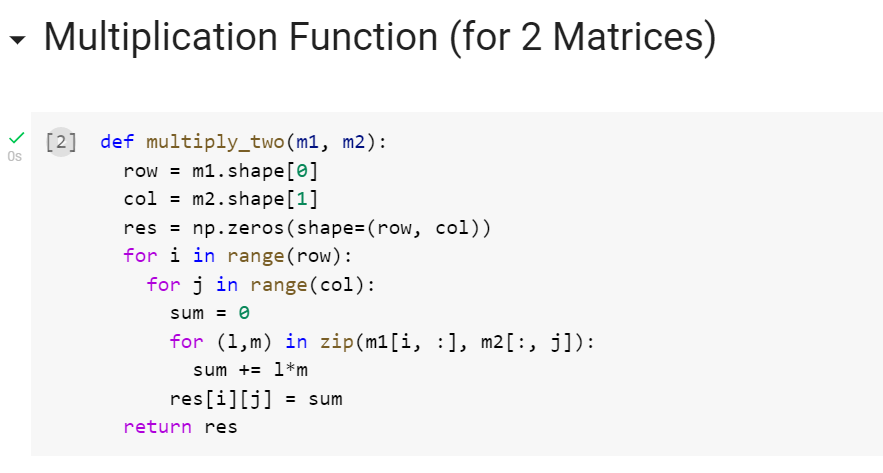 Multiplication Function (for 2 Matrices)
[2] def multiply_two(m1, m2):
0s
row = m1.shape[0]
col = m2.shape[1]
res = np.zeros(shape=(row, col))
for i in range(row):
for j in range(col):
sum = 0
for (l,m) in zip(m1[i, :], m2[:, j]):
sum += l*m
res[i][j] = sum
return res